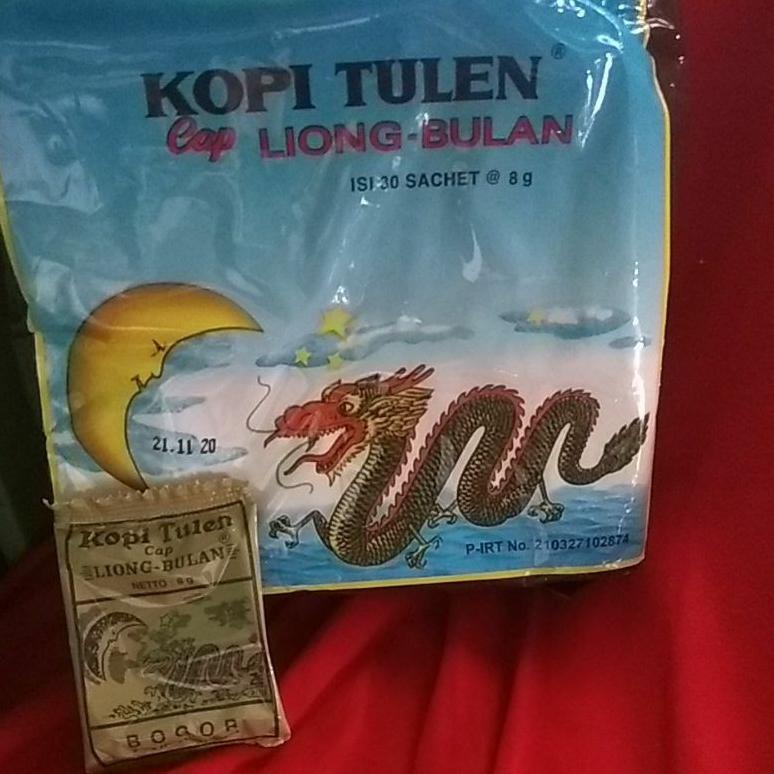 KOPI TULEN®
Cap LIONG-BULAN
ISI 30 SACHET @ 8 g
21.11 20
P-IRT No. 210327102874
Kopi Tulen
Cap ®
LIONG-BULAN
NETTO : 8 g
BOGOR